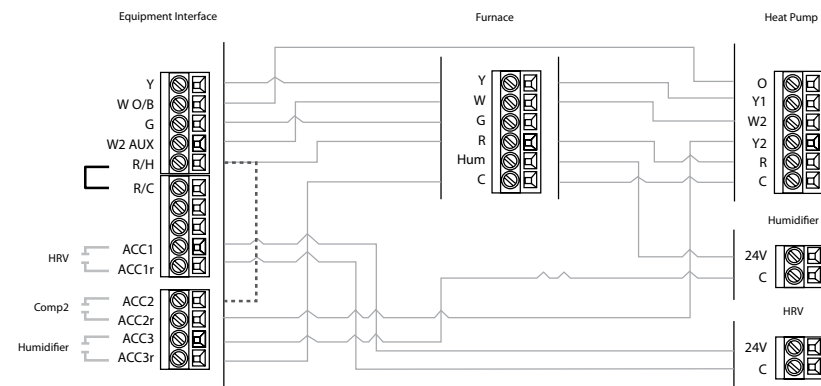 Equipment Interface
Furnace
Heat Pump
Y
W O/B
G
W2 AUX
R/H
R/C
ACC1
ACC1r
ACC2
ACC2r
ACC3
ACC3r
HRV
Comp2
Humidifier
Y
W
G
R
Hum
C
O
Y1
W2
Y2
R
C
Humidifier
24V
C
HRV
24V
C